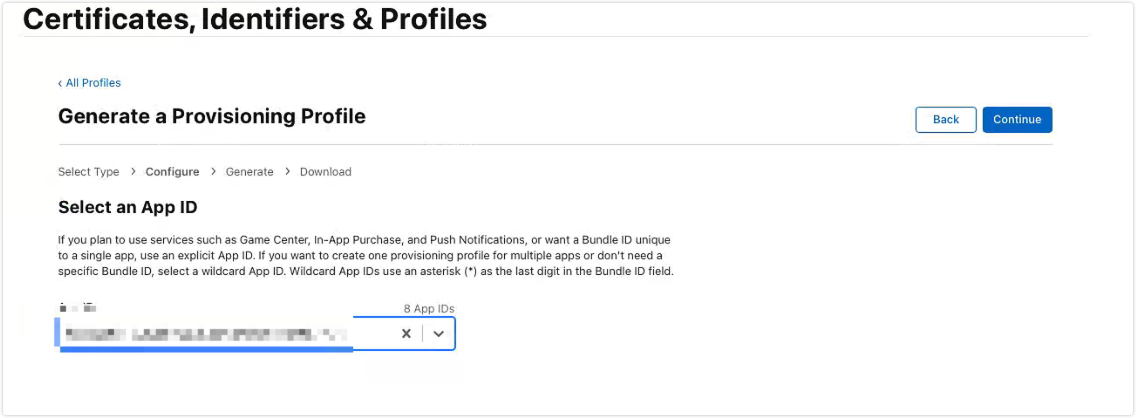 Certificates, Identifiers & Profiles
‹ All Profiles
Generate a Provisioning Profile
Back
Continue
Select Type > Configure > Generate > Download
Select an App ID
If you plan to use services such as Game Center, In-App Purchase, and Push Notifications, or want a Bundle ID unique
to a single app, use an explicit App ID. If you want to create one provisioning profile for multiple apps or don't need a
specific Bundle ID, select a wildcard App ID. Wildcard App IDs use an asterisk (*) as the last digit in the Bundle ID field.
8 App IDs